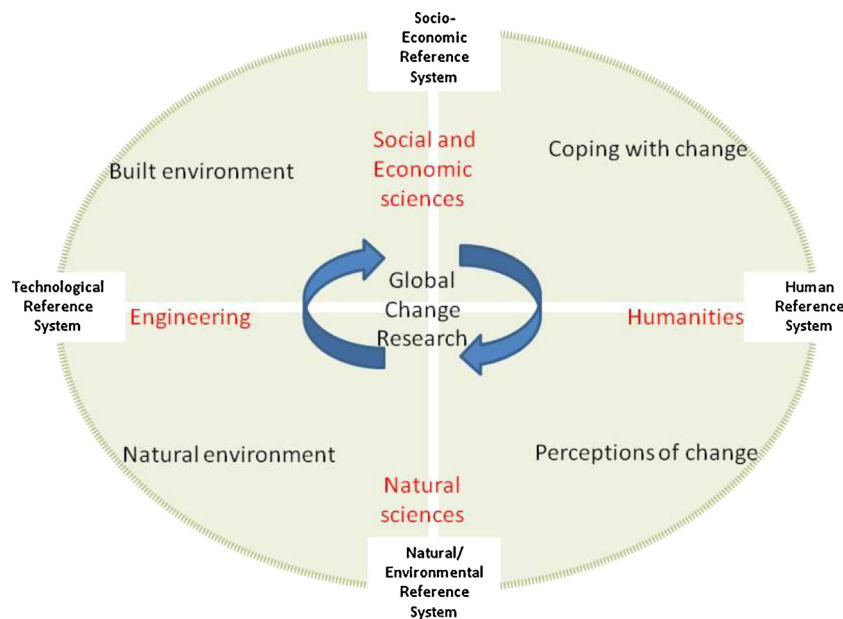 Socio-
Economic
Reference
System
Social and
Economic
sciences
Coping with change
Built environment
Technological
Reference
System
Engineering
Global
Change
Research
Humanities
Human
Reference
System
Natural environment
Perceptions of change
Natural
sciences
Natural/
Environmental
Reference
System